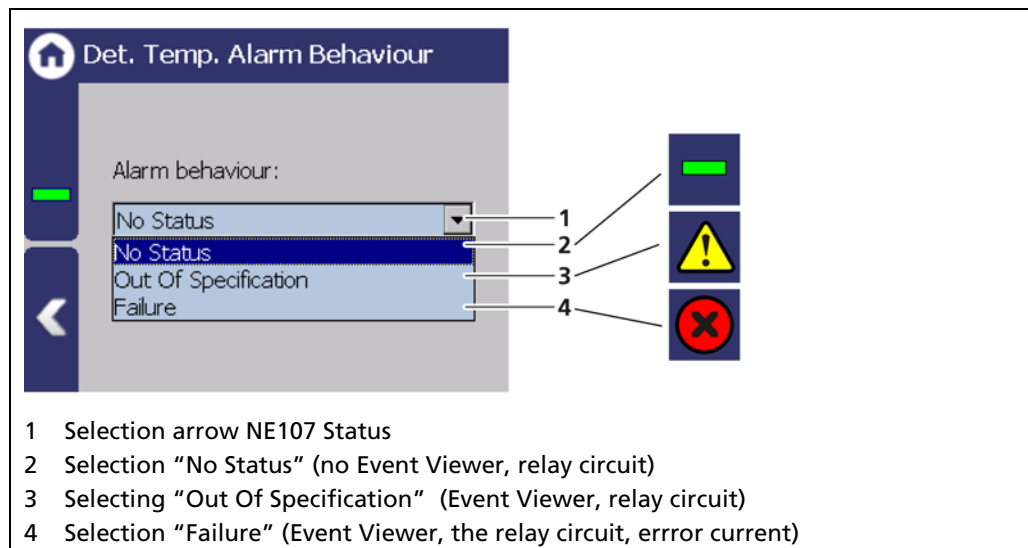 Det. Temp. Alarm Behaviour
Alarm behaviour:
No Status
No Status
Out Of Specification
Failure
1
2
3
4
1 Selection arrow NE107 Status
2 Selection “No Status” (no Event Viewer, relay circuit)
3 Selecting “Out Of Specification” (Event Viewer, relay circuit)
4 Selection “Failure” (Event Viewer, the relay circuit, errror current)